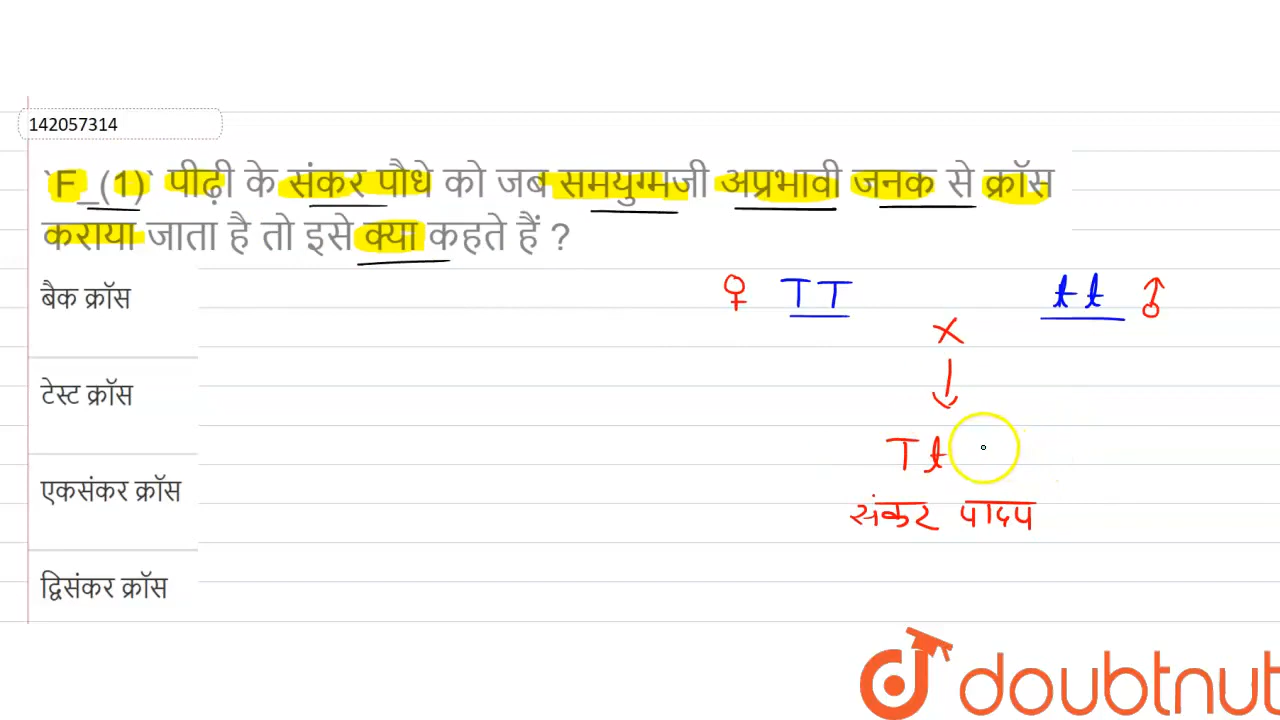 142057314
`F_(1)` पीढ़ी के संकर पौधे को जब समयुग्मजी अप्रभावी जनक से क्रॉस
कराया जाता है तो इसे क्या कहते हैं ?
बैक क्रॉस
टेस्ट क्रॉस
एकसंकर क्रॉस
द्विसंकर क्रॉस
♀ TT tt ♂
X
↓
Tt
संकर पादप
doubtnut